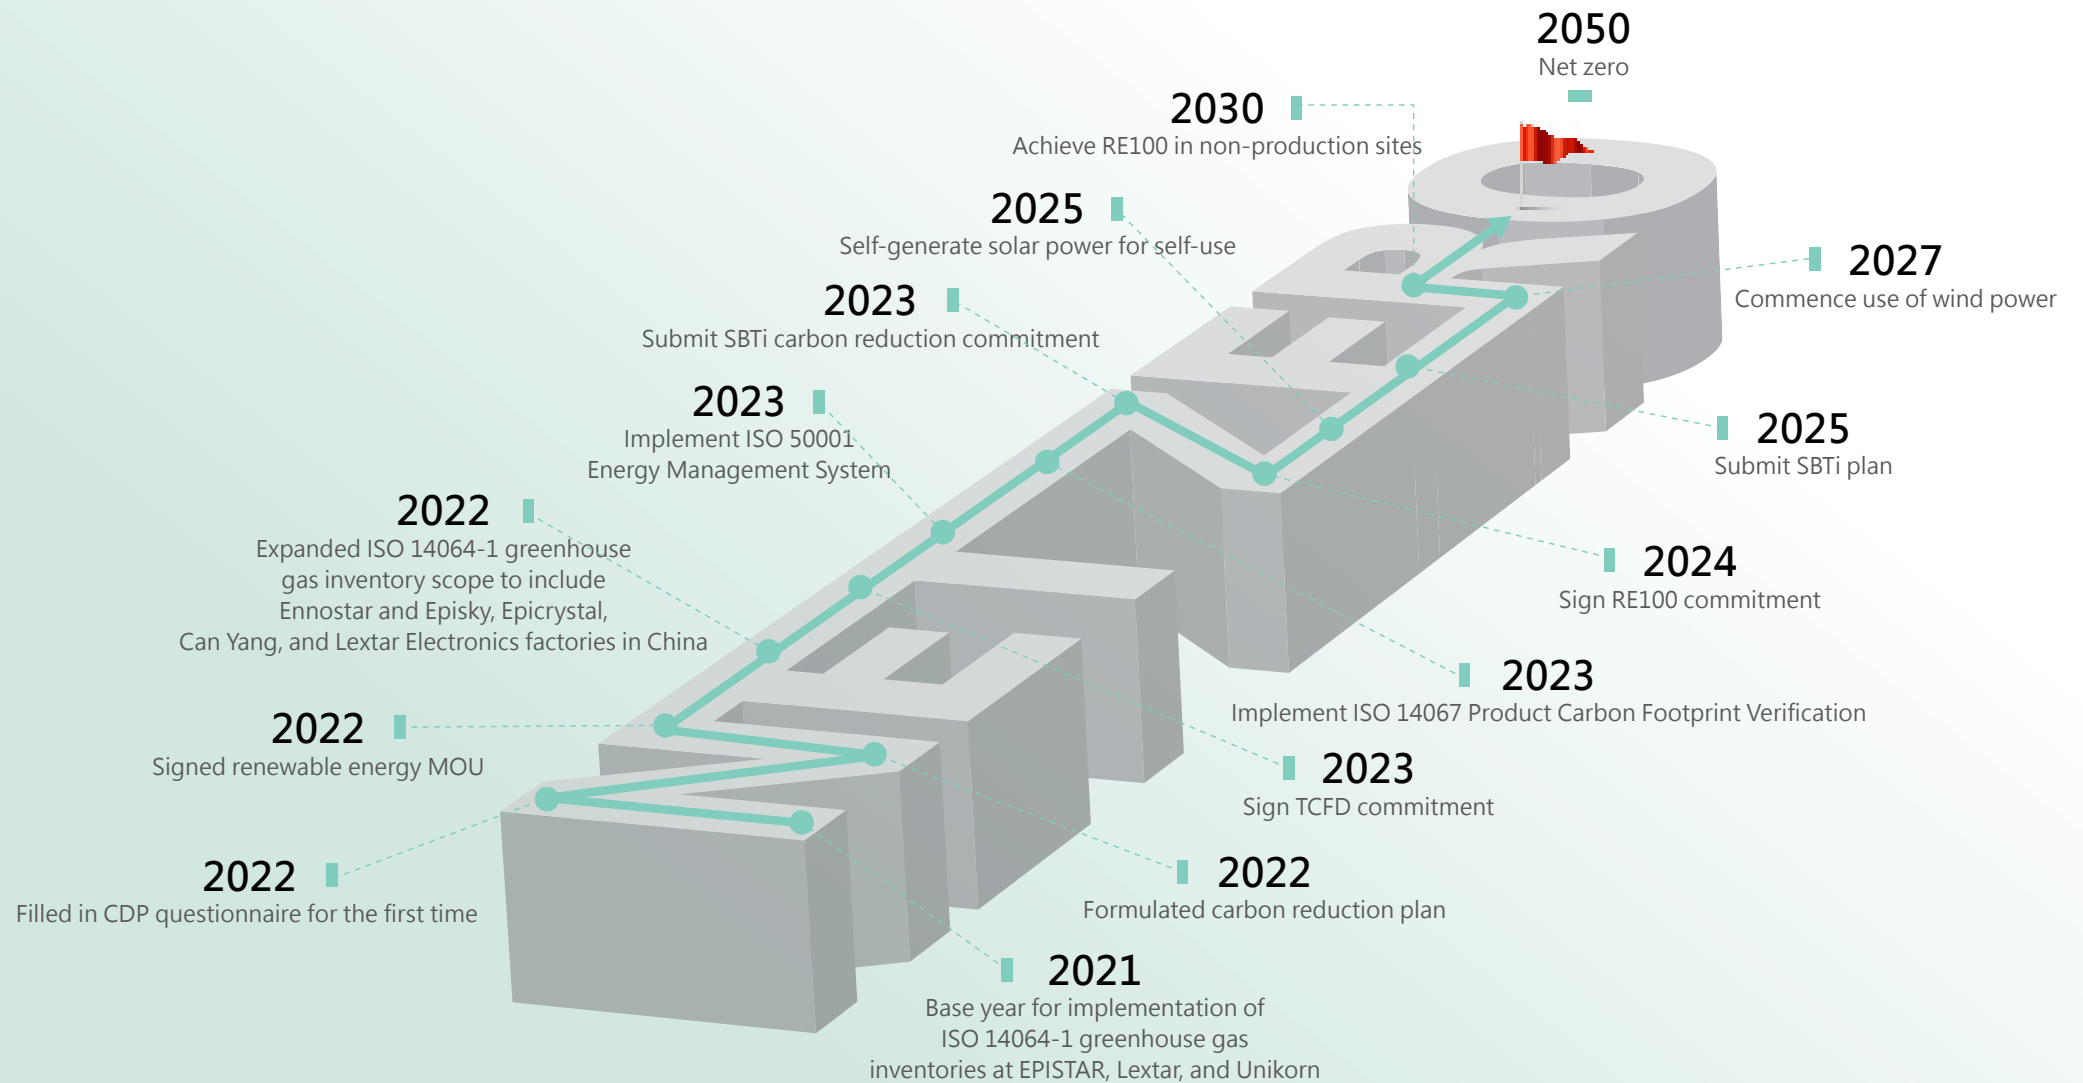 2050
Net zero
2030
Achieve RE100 in non-production sites
2025
Self-generate solar power for self-use
2027
Commence use of wind power
2023
Submit SBTi carbon reduction commitment
2023
Implement ISO 50001
Energy Management System
2025
Submit SBTi plan
2022
Expanded ISO 14064-1 greenhouse
gas inventory scope to include
Ennostar and Episky, Epicrystal,
Can Yang, and Lextar Electronics factories in China
2024
Sign RE100 commitment
2023
Implement ISO 14067 Product Carbon Footprint Verification
2022
Signed renewable energy MOU
2023
Sign TCFD commitment
2022
Filled in CDP questionnaire for the first time
2022
Formulated carbon reduction plan
2021
Base year for implementation of
ISO 14064-1 greenhouse gas
inventories at EPISTAR, Lextar, and Unikorn
NET ZERO